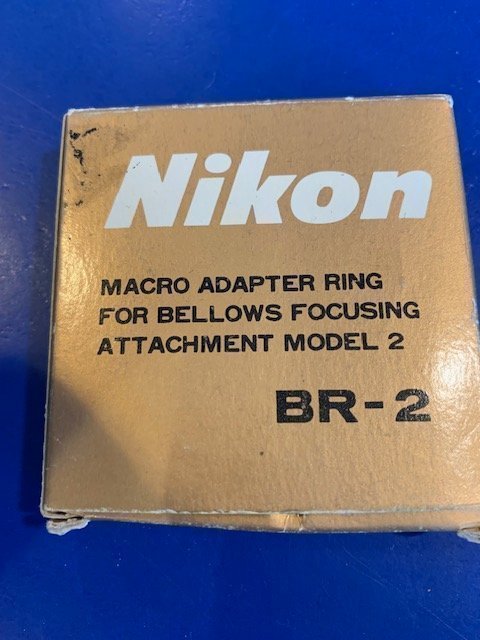 Nikon
MACRO ADAPTER RING
FOR BELLOWS FOCUSING
ATTACHMENT MODEL 2
BR-2